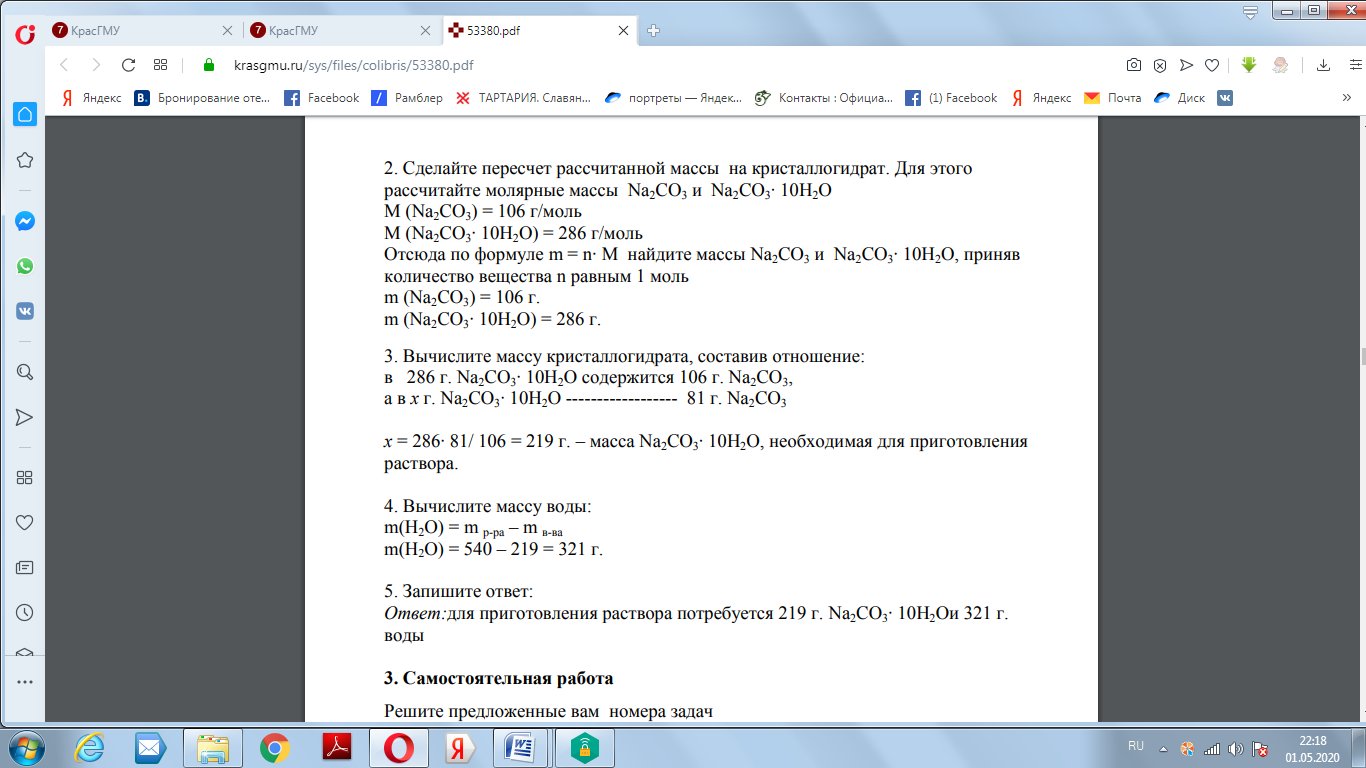 КрасГМУ
КрасГМУ
53380.pdf
krasgmu.ru/sys/files/colibris/53380.pdf
Яндекс
Бронирование оте...
Facebook
Рамблер
ТАРТАРИЯ. Славян...
портреты — Яндек...
Контакты : Официа...
(1) Facebook
Яндекс
Почта
Диск
2. Сделайте пересчет рассчитанной массы на кристаллогидрат. Для этого
рассчитайте молярные массы Na₂CO₃ и Na₂CO₃· 10H₂O
M (Na₂CO₃) = 106 г/моль
M (Na₂CO₃· 10H₂O) = 286 г/моль
Отсюда по формуле m = n· M найдите массы Na₂CO₃ и Na₂CO₃· 10H₂O, приняв
количество вещества n равным 1 моль
m (Na₂CO₃) = 106 г.
m (Na₂CO₃· 10H₂O) = 286 г.
3. Вычислите массу кристаллогидрата, составив отношение:
в 286 г. Na₂CO₃· 10H₂O содержится 106 г. Na₂CO₃,
а в x г. Na₂CO₃· 10H₂O ------------------ 81 г. Na₂CO₃
x = 286· 81/ 106 = 219 г. – масса Na₂CO₃· 10H₂O, необходимая для приготовления
раствора.
4. Вычислите массу воды:
m(H₂O) = m р-ра – m в-ва
m(H₂O) = 540 – 219 = 321 г.
5. Запишите ответ:
Ответ:для приготовления раствора потребуется 219 г. Na₂CO₃· 10H₂Oи 321 г.
воды
3. Самостоятельная работа
Решите предложенные вам номера задач
RU
22:18
01.05.2020